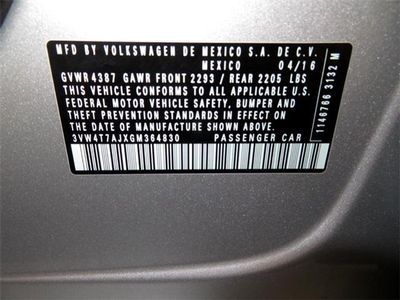 MFD BY VOLKSWAGEN DE MEXICO S.A. DE C.V.
MEXICO 04/16
GVWR 4387 GAWR FRONT 2293 / REAR 2205 LBS
THIS VEHICLE CONFORMS TO ALL APPLICABLE U.S.
FEDERAL MOTOR VEHICLE SAFETY, BUMPER AND
THEFT PREVENTION STANDARDS IN EFFECT ON THE
DATE OF MANUFACTURE SHOWN ABOVE.
3VW4T7AJXGM364830 PASSENGER CAR
1146766 3132 M